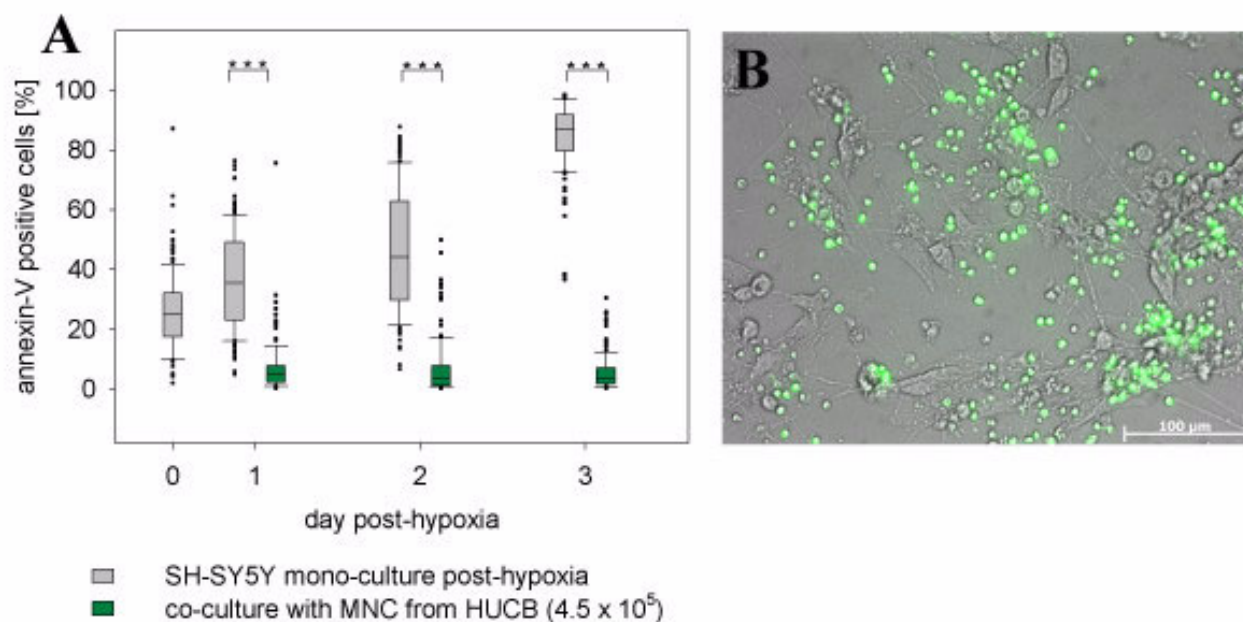 A
B
annexin-V positive cells [%]
100
80
60
40
20
0
***
***
***
0 1 2 3
day post-hypoxia
100 µm
SH-SY5Y mono-culture post-hypoxia
co-culture with MNC from HUCB (4.5 x 10⁵)